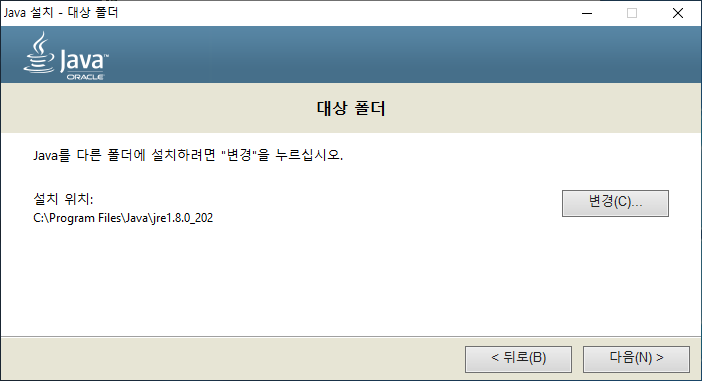 Java 설치 - 대상 폴더
Java™
ORACLE
대상 폴더
Java를 다른 폴더에 설치하려면 "변경"을 누르십시오.
설치 위치:
C:\Program Files\Java\jre1.8.0_202
변경(C)...
< 뒤로(B)
다음(N) >